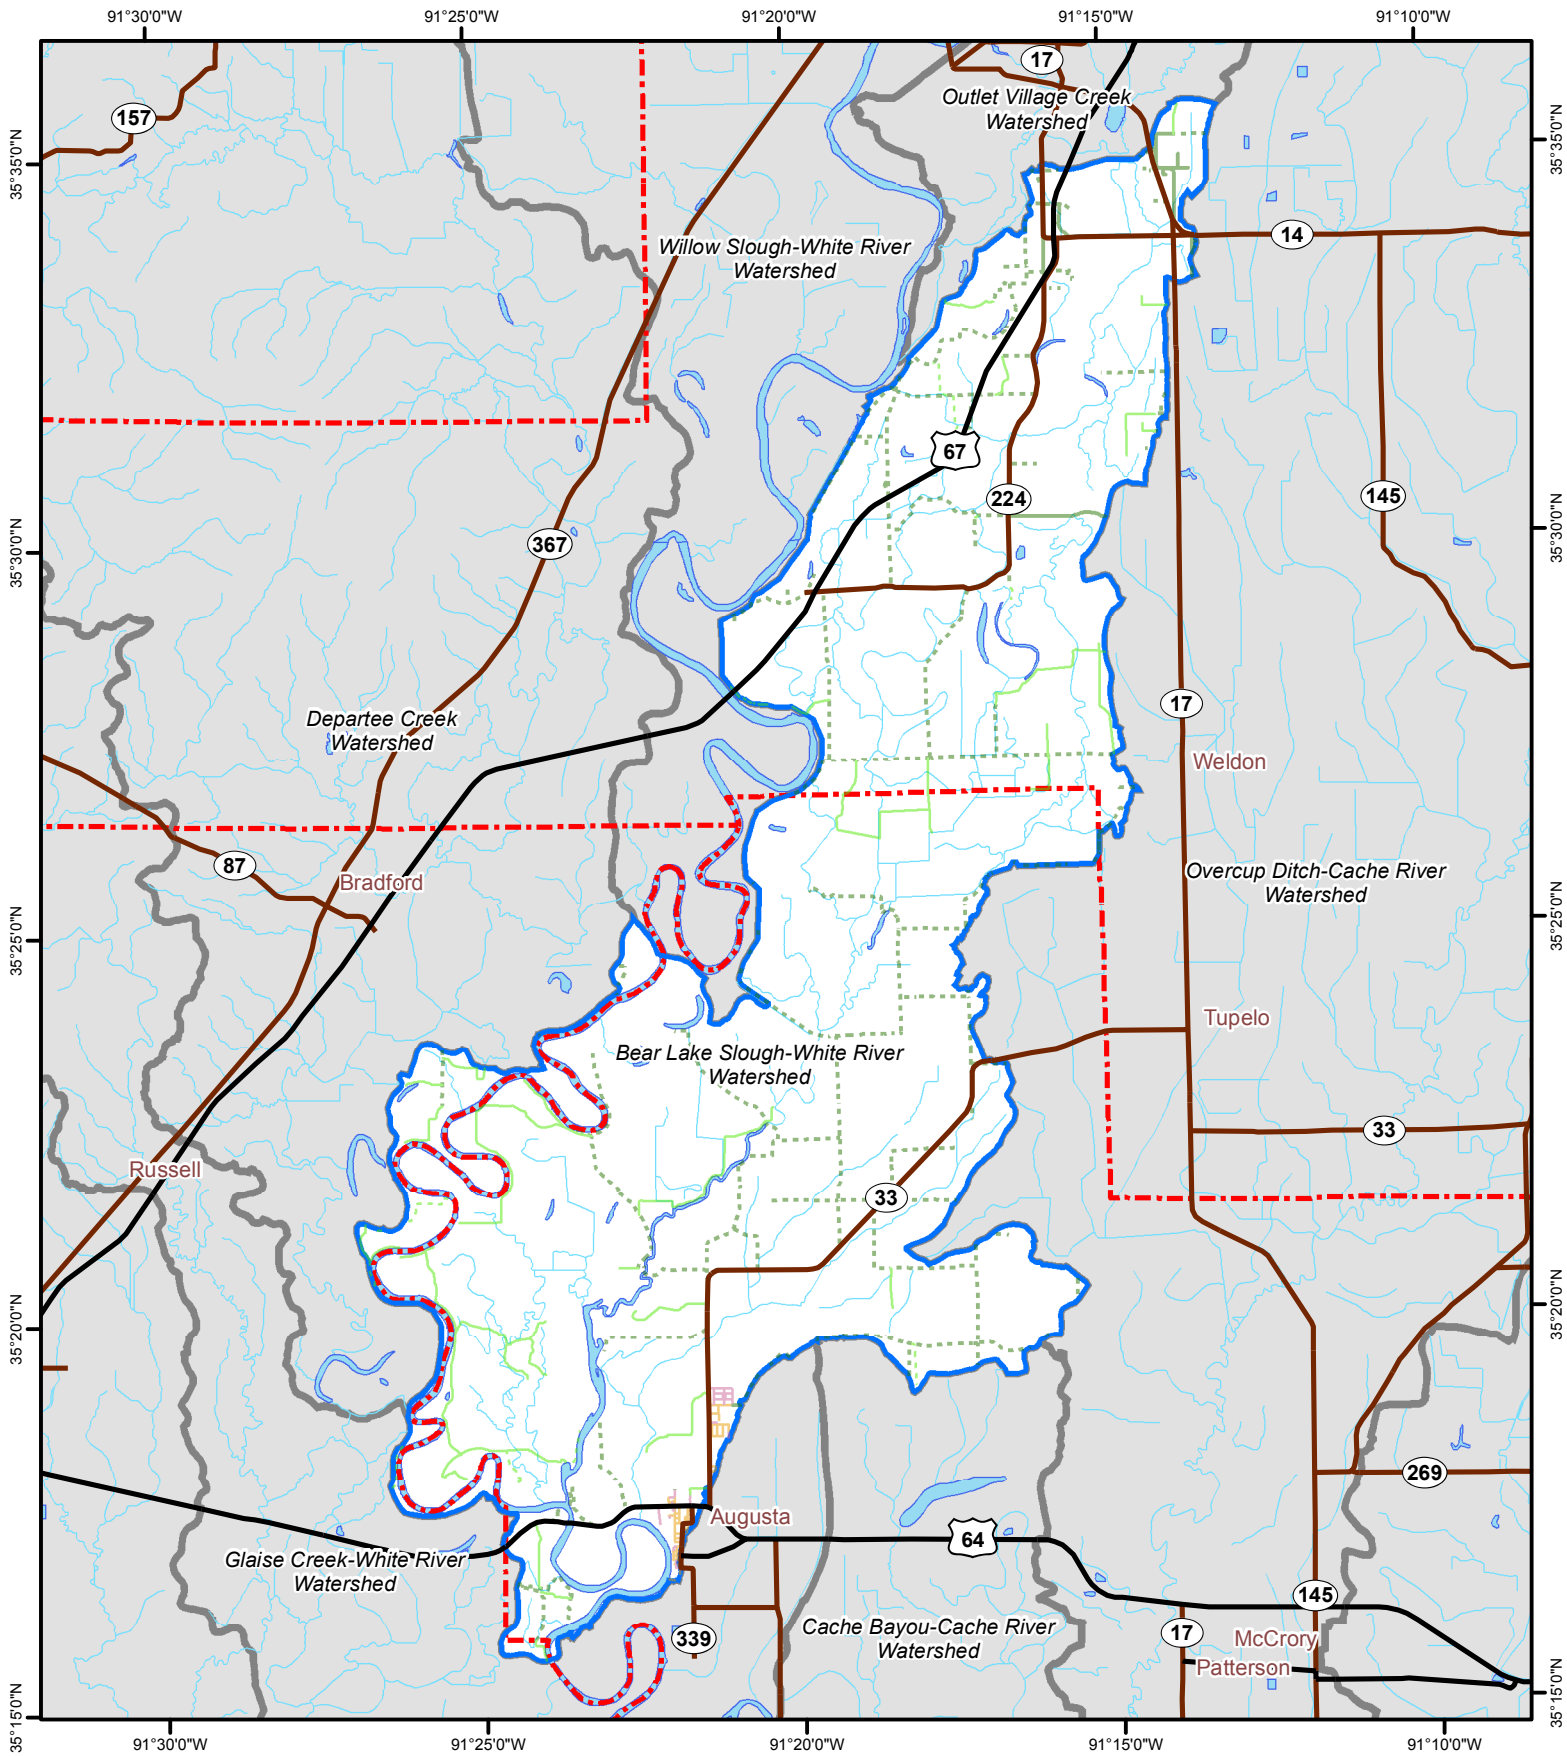 91°30'0"W
91°25'0"W
91°20'0"W
91°15'0"W
91°10'0"W
17
Outlet Village Creek
Watershed
157
35°35'0"N
35°35'0"N
Willow Slough-White River
Watershed
14
67
224
145
367
35°30'0"N
35°30'0"N
17
Departee Creek
Watershed
Weldon
87
Bradford
Overcup Ditch-Cache River
Watershed
35°25'0"N
35°25'0"N
Tupelo
Bear Lake Slough-White River
Watershed
33
Russell
33
35°20'0"N
35°20'0"N
269
Augusta
64
Glaise Creek-White River
Watershed
145
339
Cache Bayou-Cache River
Watershed
17
McCrory
Patterson
35°15'0"N
35°15'0"N
91°30'0"W
91°25'0"W
91°20'0"W
91°15'0"W
91°10'0"W